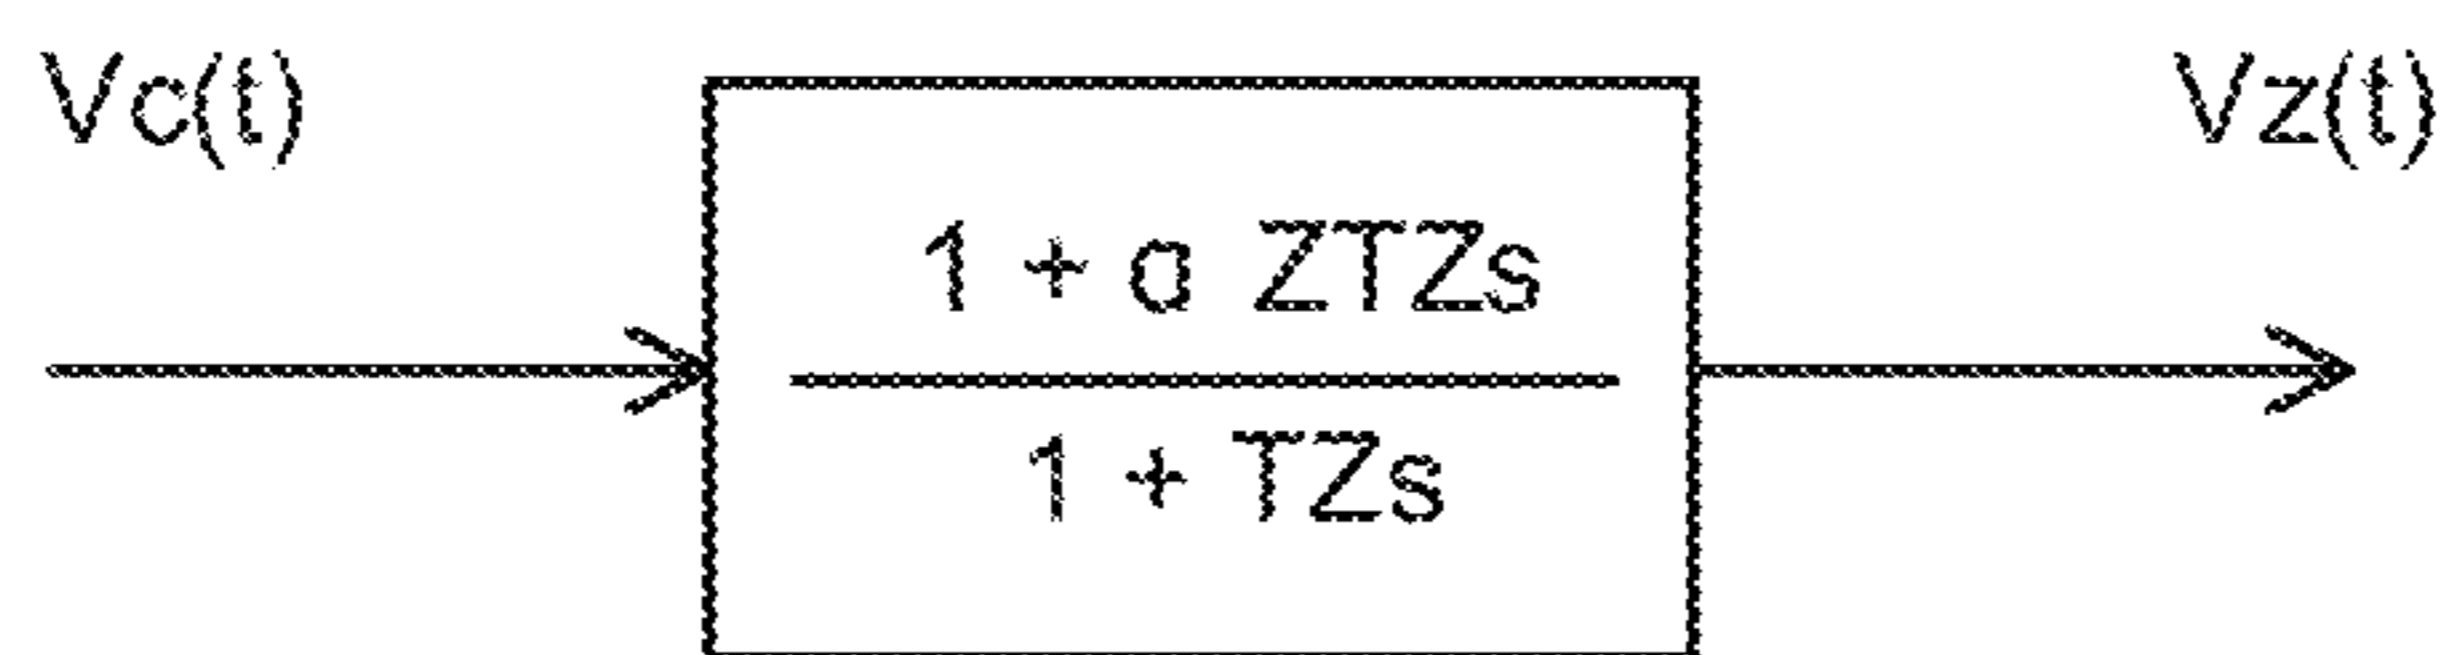 Vc(t)
Vz(t)
1 + α ZTZs
1 + TZs